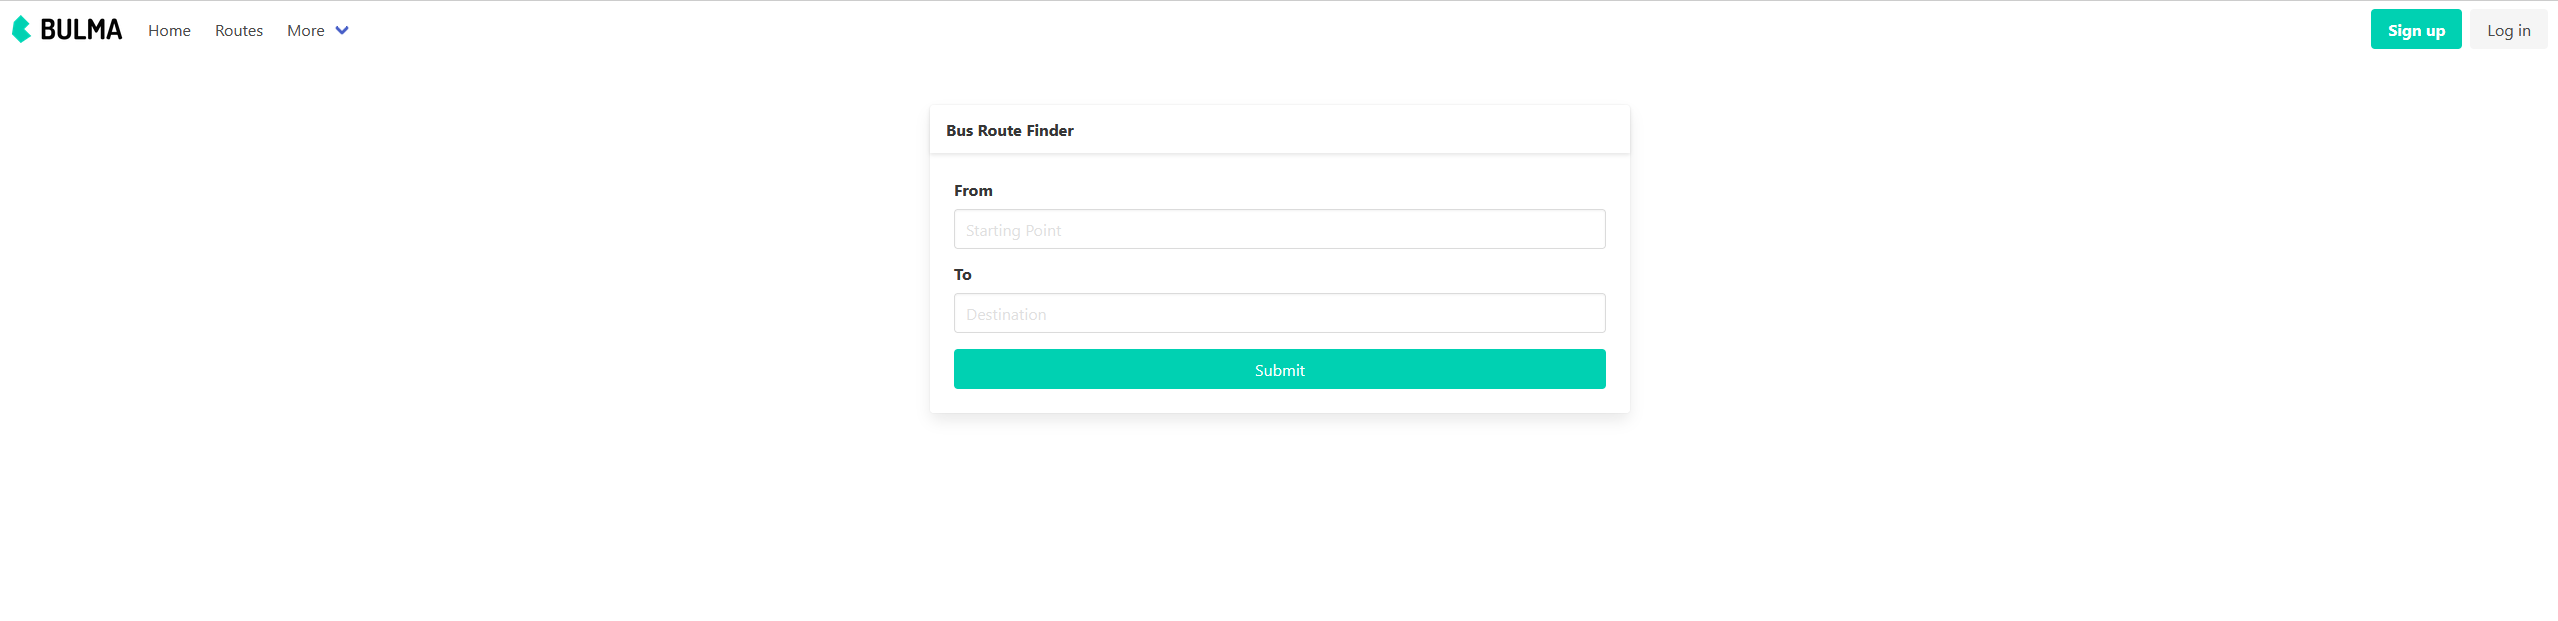 BULMA Home Routes More Sign up Log in
Bus Route Finder
From
Starting Point
To
Destination
Submit